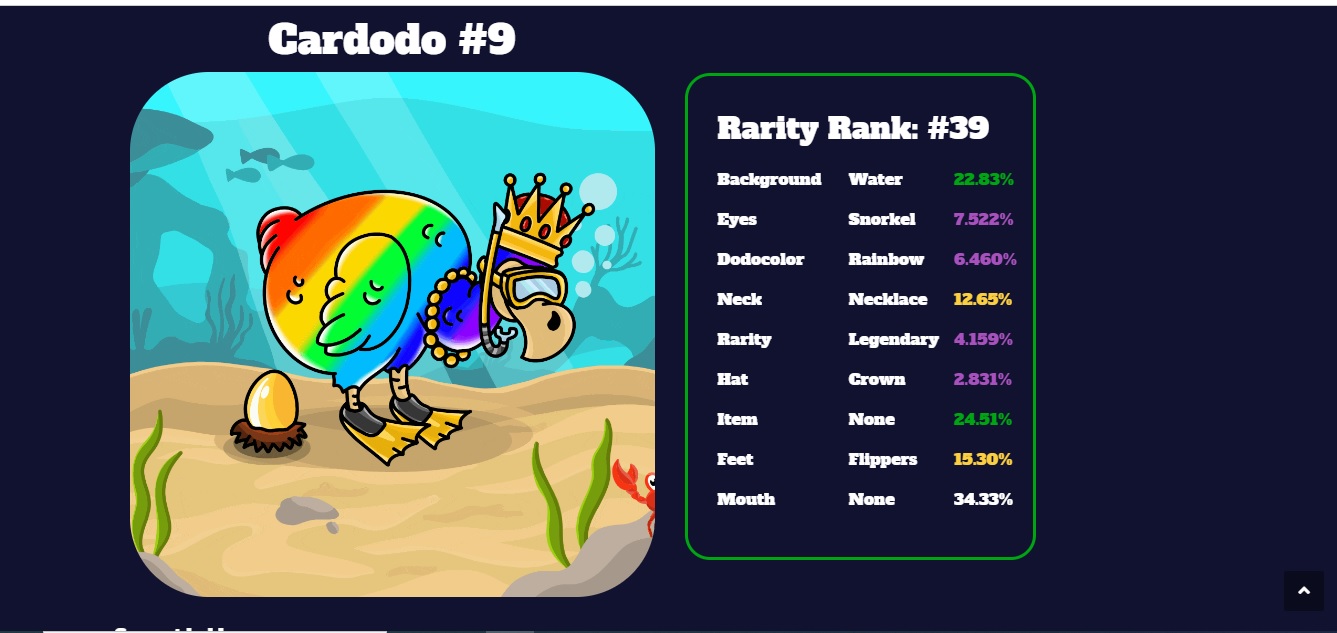 Cardodo #9
Rarity Rank: #39
Background Water 22.83%
Eyes Snorkel 7.522%
Dodocolor Rainbow 6.460%
Neck Necklace 12.65%
Rarity Legendary 4.159%
Hat Crown 2.831%
Item None 24.51%
Feet Flippers 15.30%
Mouth None 34.33%